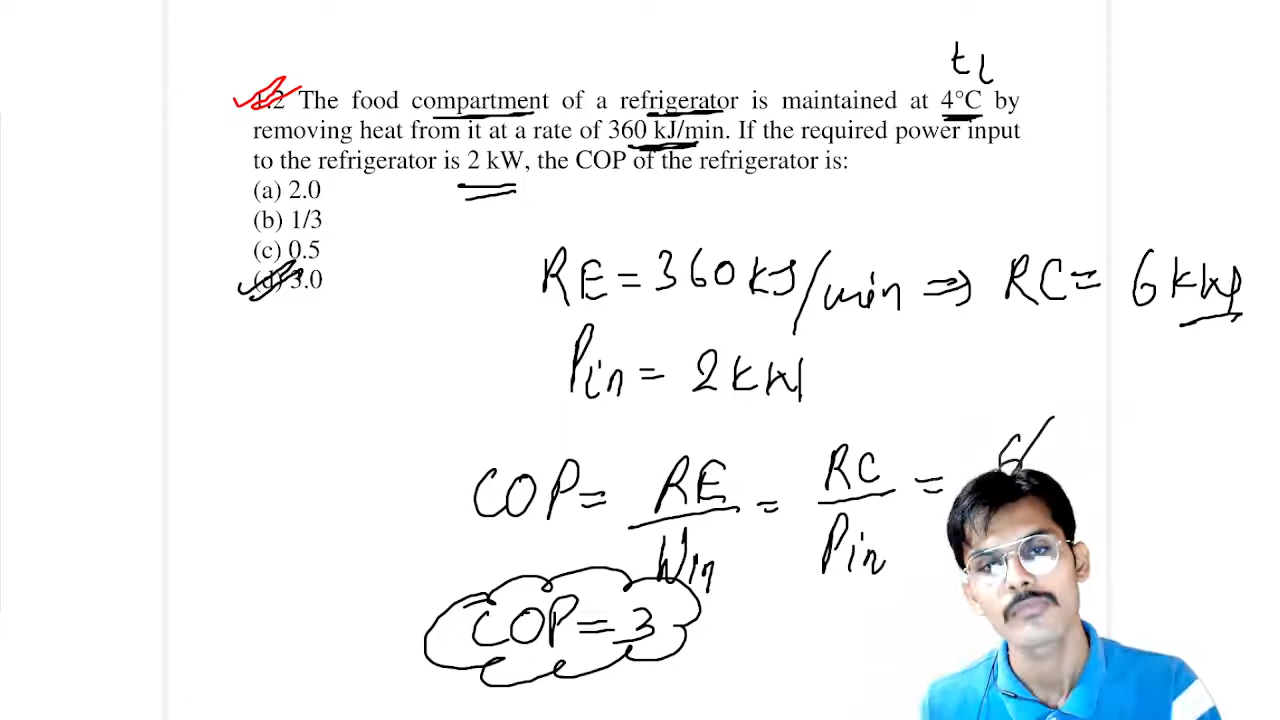 t L
1.2 The food compartment of a refrigerator is maintained at 4°C by
removing heat from it at a rate of 360 kJ/min. If the required power input
to the refrigerator is 2 kW, the COP of the refrigerator is:
(a) 2.0
(b) 1/3
(c) 0.5
(d) 3.0
RE = 360 kJ/min ⇒ RC = 6 kW
Pin = 2 kW
COP = RE/Win = RC/Pin = 6/
COP = 3